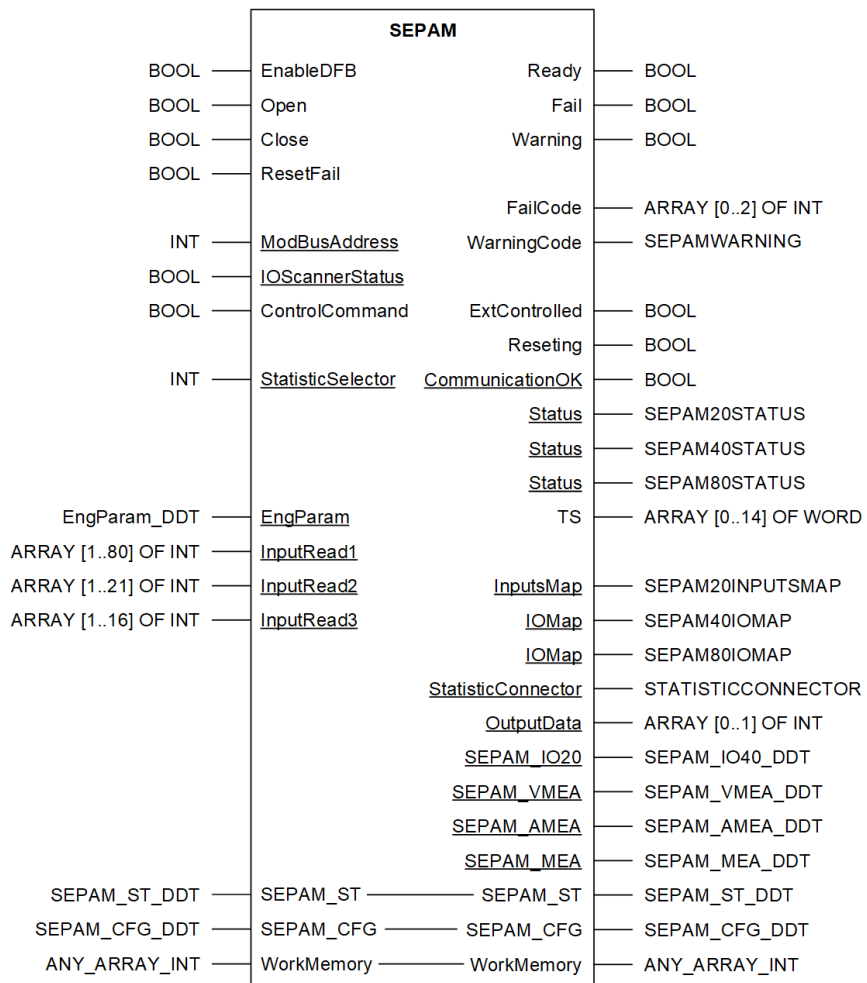 SEPAM
BOOL EnableDFB Ready BOOL
BOOL Open Fail BOOL
BOOL Close Warning BOOL
BOOL ResetFail
FailCode ARRAY [0..2] OF INT
INT ModBusAddress WarningCode SEPAMWARNING
BOOL IOScannerStatus
BOOL ControlCommand ExtControlled BOOL
Reseting BOOL
INT StatisticSelector CommunicationOK BOOL
Status SEPAM20STATUS
Status SEPAM40STATUS
Status SEPAM80STATUS
EngParam_DDT EngParam TS ARRAY [0..14] OF WORD
ARRAY [1..80] OF INT InputRead1
ARRAY [1..21] OF INT InputRead2 InputsMap SEPAM20INPUTSMAP
ARRAY [1..16] OF INT InputRead3 IOMap SEPAM40IOMAP
IOMap SEPAM80IOMAP
StatisticConnector STATISTICCONNECTOR
OutputData ARRAY [0..1] OF INT
SEPAM_IO20 SEPAM_IO40_DDT
SEPAM_VMEA SEPAM_VMEA_DDT
SEPAM_AMEA SEPAM_AMEA_DDT
SEPAM_MEA SEPAM_MEA_DDT
SEPAM_ST_DDT SEPAM_ST SEPAM_ST SEPAM_ST_DDT
SEPAM_CFG_DDT SEPAM_CFG SEPAM_CFG SEPAM_CFG_DDT
ANY_ARRAY_INT WorkMemory WorkMemory ANY_ARRAY_INT